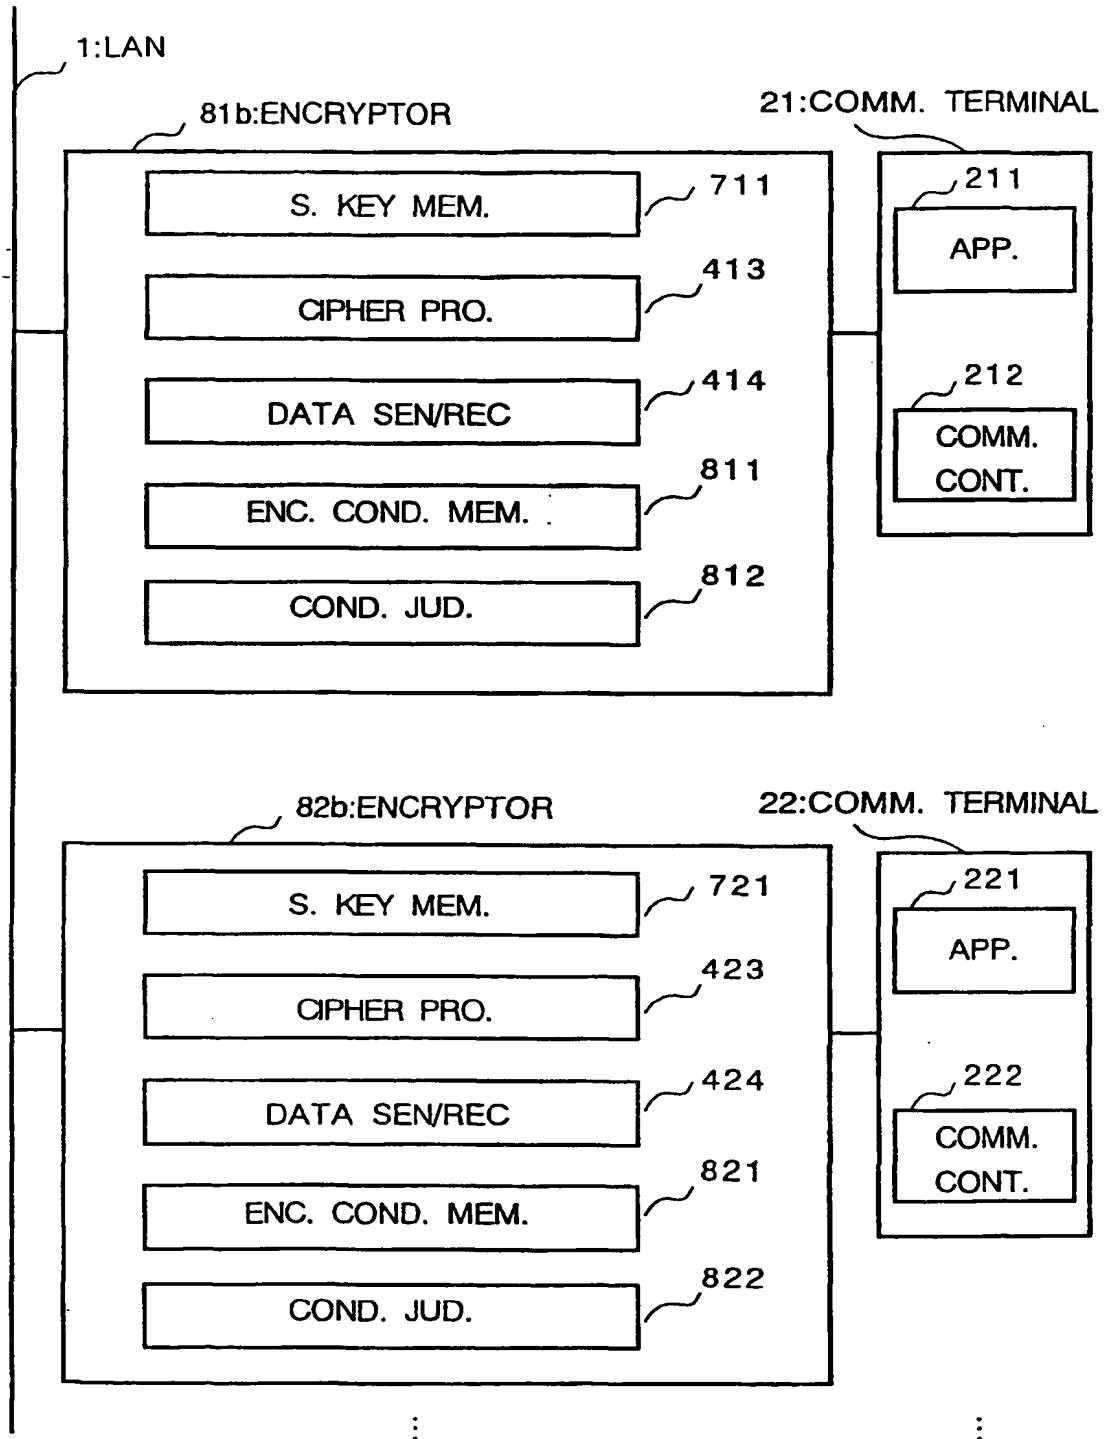 1:LAN
81b:ENCRYPTOR
21:COMM. TERMINAL
S. KEY MEM.
711
CIPHER PRO.
413
DATA SEN/REC
414
ENC. COND. MEM.
811
COND. JUD.
812
211
APP.
212
COMM.
CONT.
82b:ENCRYPTOR
22:COMM. TERMINAL
S. KEY MEM.
721
CIPHER PRO.
423
DATA SEN/REC
424
ENC. COND. MEM.
821
COND. JUD.
822
221
APP.
222
COMM.
CONT.